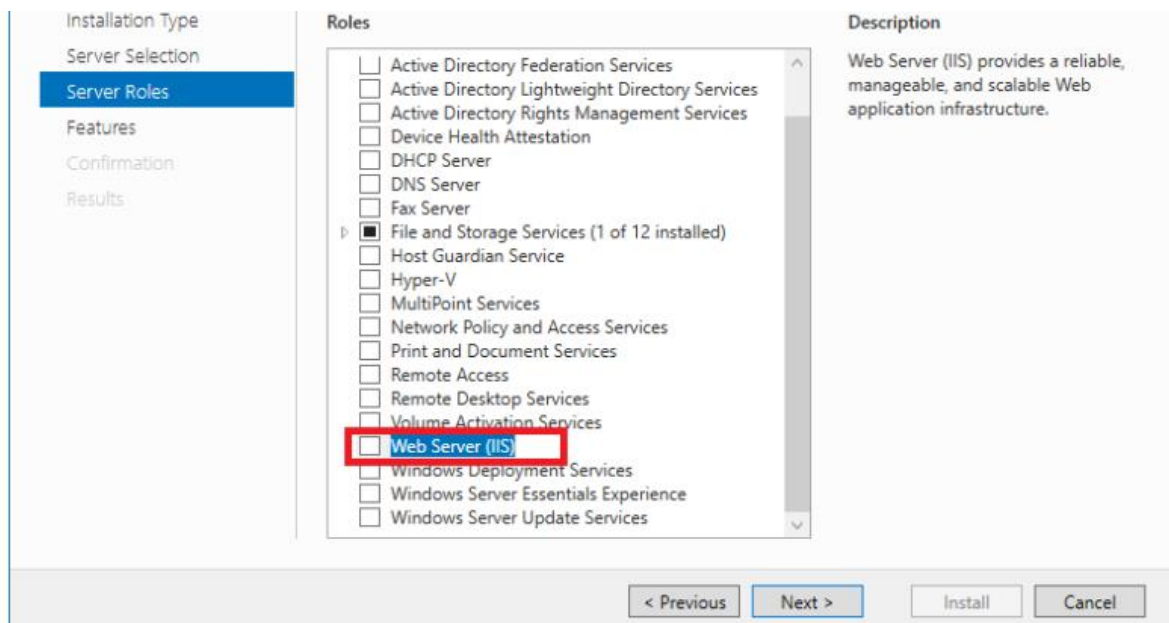 Installation Type
Server Selection
Server Roles
Features
Confirmation
Results
Roles
Active Directory Federation Services
Active Directory Lightweight Directory Services
Active Directory Rights Management Services
Device Health Attestation
DHCP Server
DNS Server
Fax Server
File and Storage Services (1 of 12 installed)
Host Guardian Service
Hyper-V
MultiPoint Services
Network Policy and Access Services
Print and Document Services
Remote Access
Remote Desktop Services
Volume Activation Services
Web Server (IIS)
Windows Deployment Services
Windows Server Essentials Experience
Windows Server Update Services
Description
Web Server (IIS) provides a reliable,
manageable, and scalable Web
application infrastructure.
< Previous
Next >
Install
Cancel